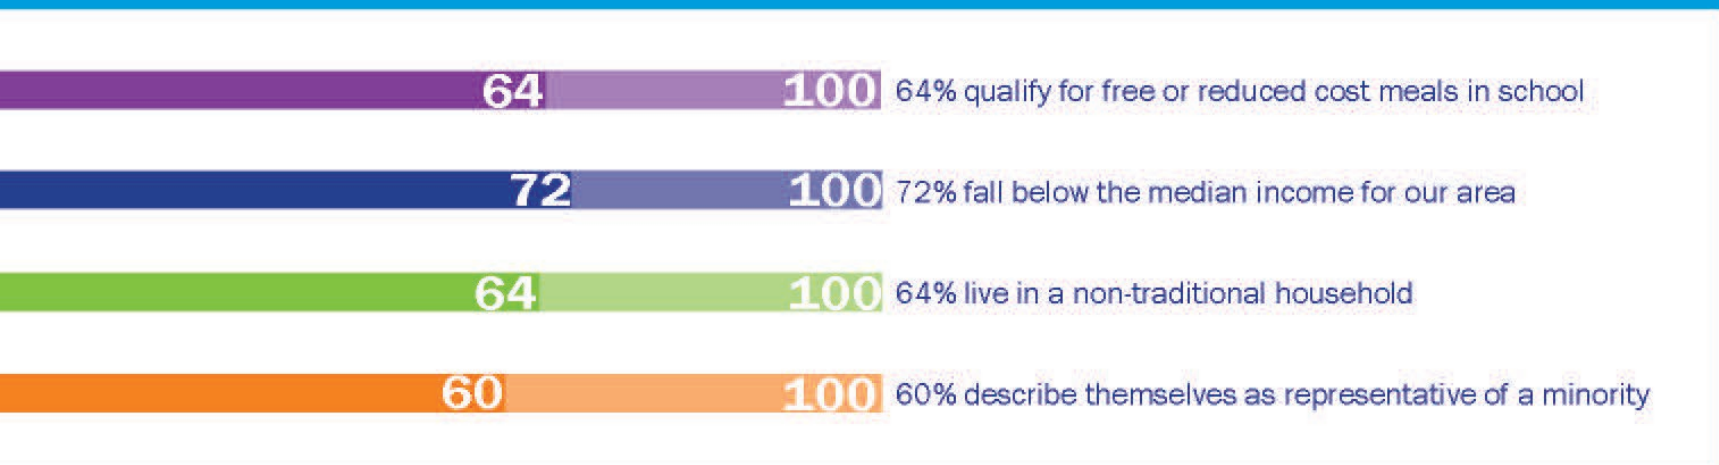 64 100 64% qualify for free or reduced cost meals in school
72 100 72% fall below the median income for our area
64 100 64% live in a non-traditional household
60 100 60% describe themselves as representative of a minority